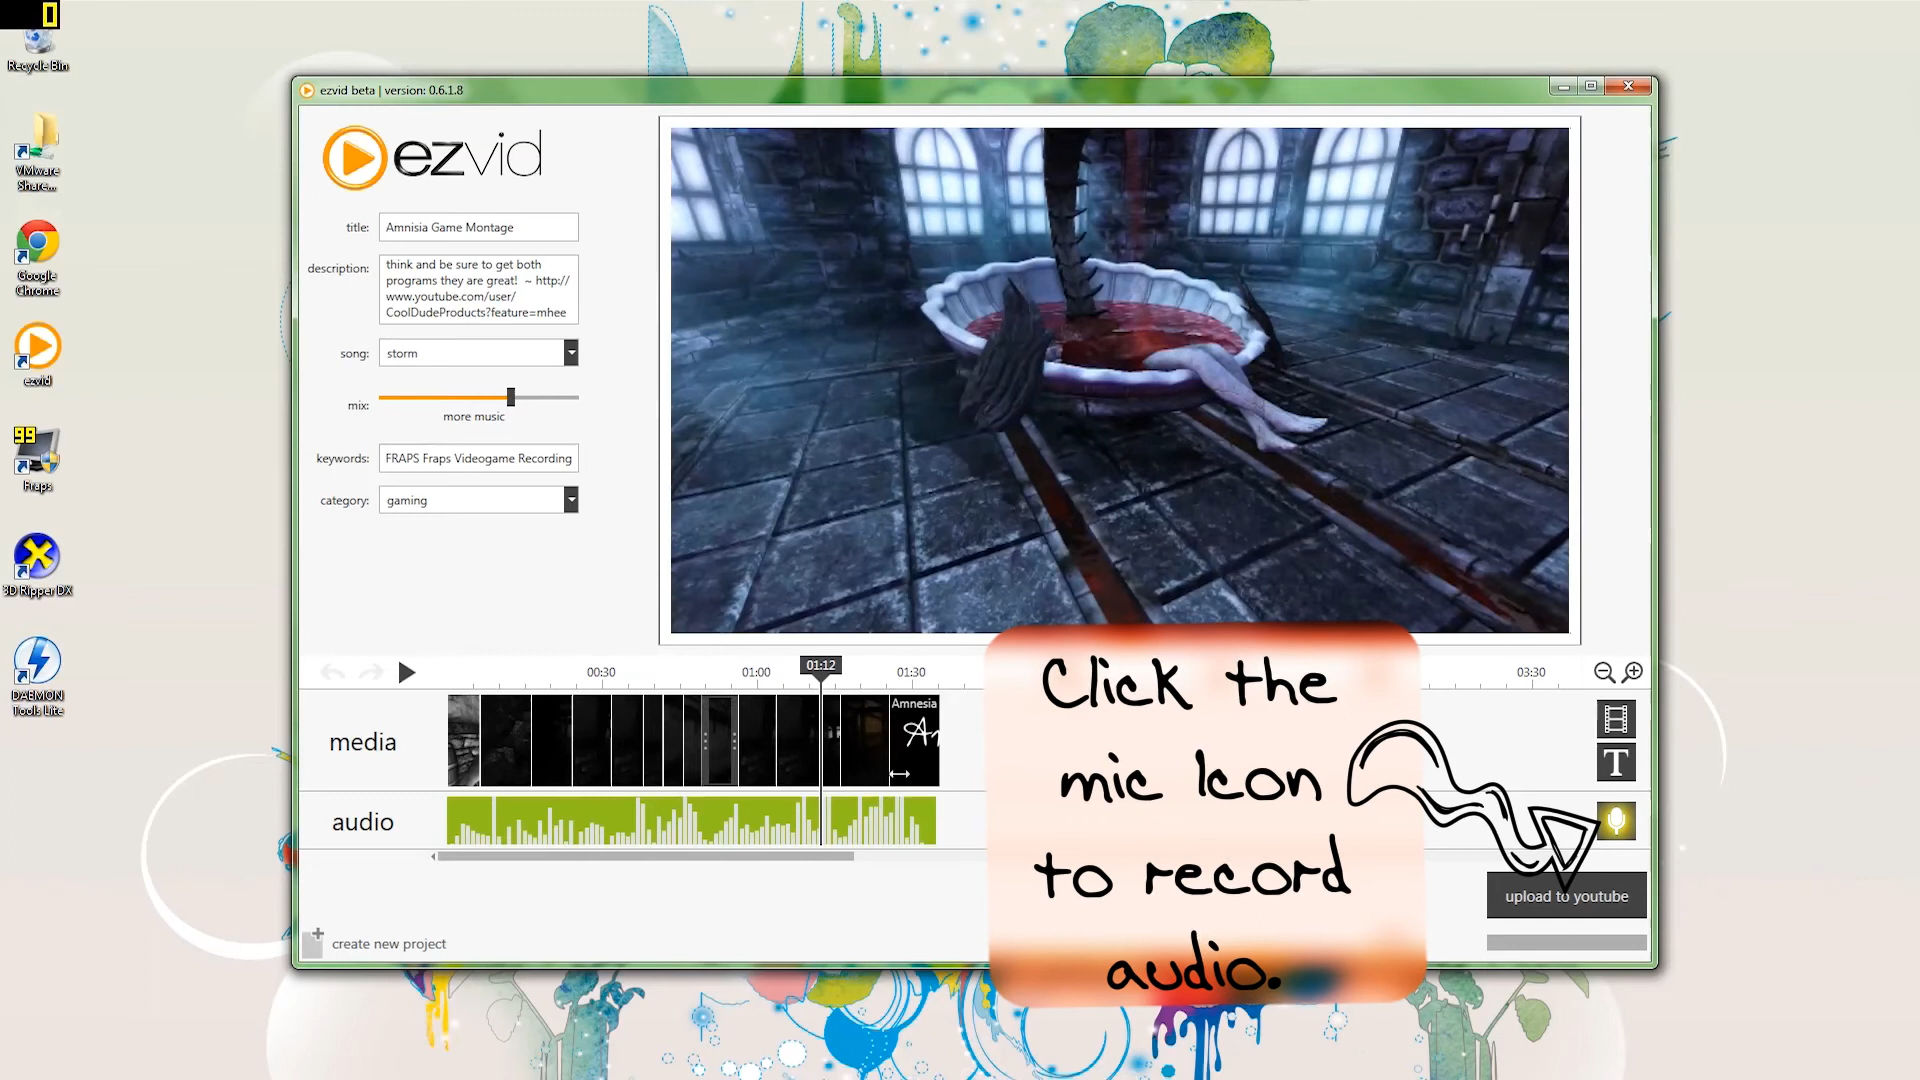 0
Recycle Bin
VMware
Share...
Google
Chrome
ezvid
99
Fraps
3D Ripper DX
DAEMON
Tools Lite
ezvid beta | version: 0.6.1.8
ezvid
title: Amnisia Game Montage
description: think and be sure to get both
programs they are great! ~ http://
www.youtube.com/user/
CoolDudeProducts?feature=mhee
song: storm
mix:
more music
keywords: FRAPS Fraps Videogame Recording
category: gaming
00:30 01:00 01:12 01:30 03:30
media
Amnesia
T
audio
Click the
mic Icon
to record
audio.
upload to youtube
create new project